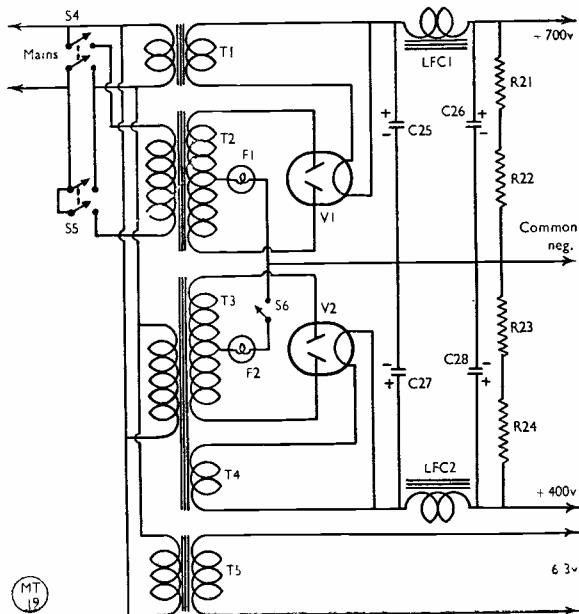 S4
Mains
T1
LFC1
+ 700v
R21
C25
C26
+
-
+
-
T2
F1
V1
R22
S5
Common
neg.
T3
S6
V2
F2
R23
-
+
C27
-
+
C28
R24
T4
LFC2
+ 400v
T5
6 3v
MT
19